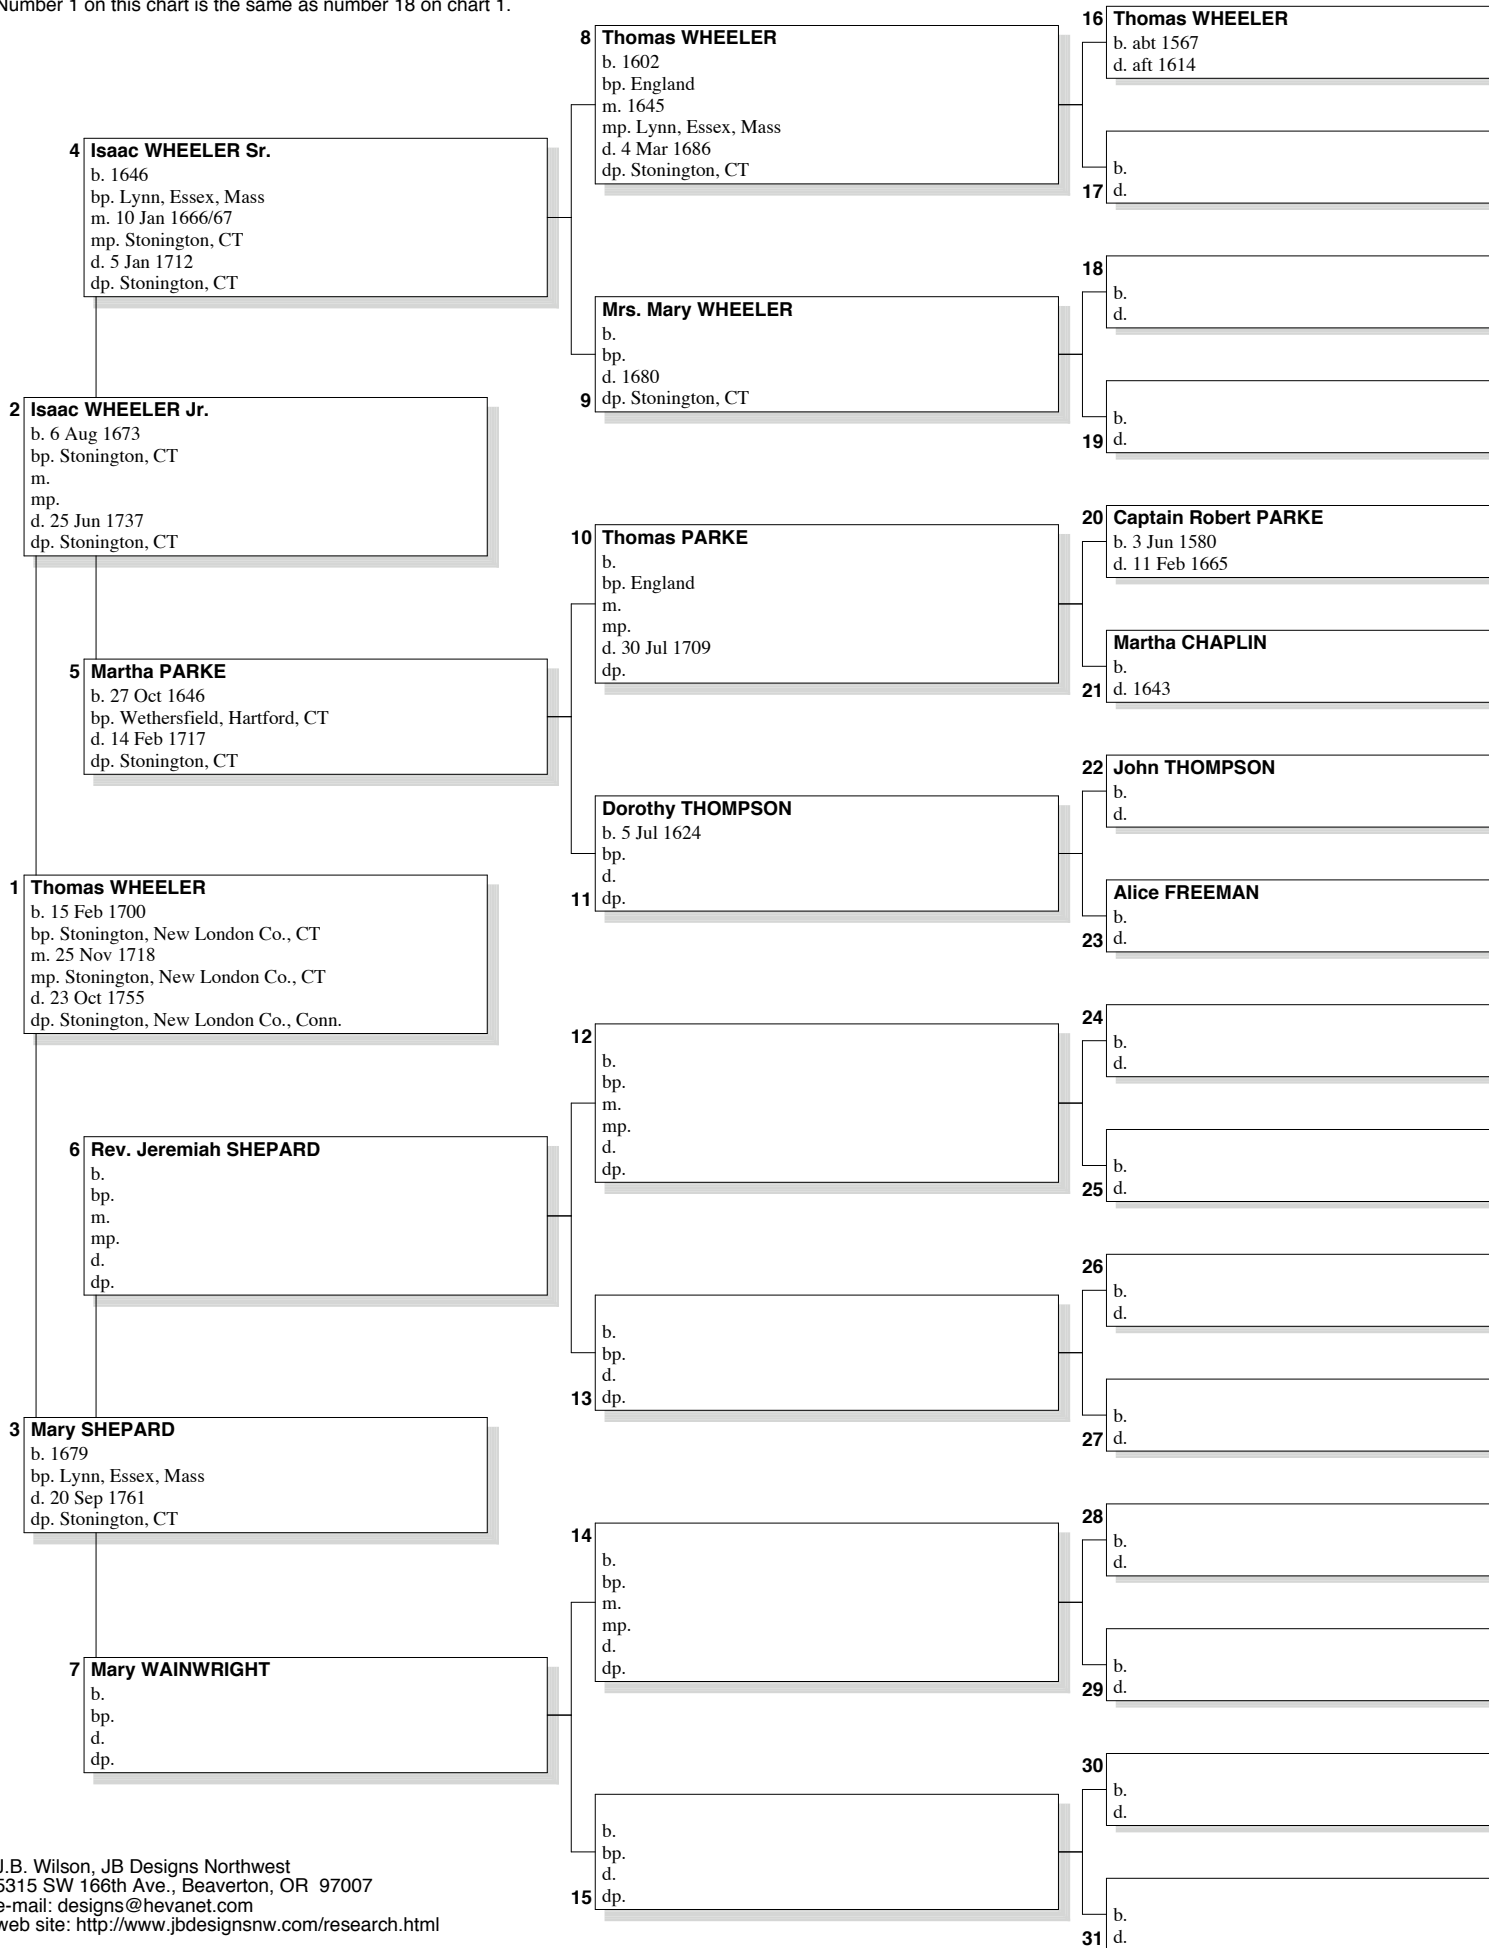 Number 1 on this chart is the same as number 18 on chart 1.
1 Thomas WHEELER
b. 15 Feb 1700
bp. Stonington, New London Co., CT
m. 25 Nov 1718
mp. Stonington, New London Co., CT
d. 23 Oct 1755
dp. Stonington, New London Co., Conn.
2 Isaac WHEELER Jr.
b. 6 Aug 1673
bp. Stonington, CT
m.
mp.
d. 25 Jun 1737
dp. Stonington, CT
3 Mary SHEPARD
b. 1679
bp. Lynn, Essex, Mass
d. 20 Sep 1761
dp. Stonington, CT
4 Isaac WHEELER Sr.
b. 1646
bp. Lynn, Essex, Mass
m. 10 Jan 1666/67
mp. Stonington, CT
d. 5 Jan 1712
dp. Stonington, CT
5 Martha PARKE
b. 27 Oct 1646
bp. Wethersfield, Hartford, CT
d. 14 Feb 1717
dp. Stonington, CT
6 Rev. Jeremiah SHEPARD
b.
bp.
m.
mp.
d.
dp.
7 Mary WAINWRIGHT
b.
bp.
d.
dp.
8 Thomas WHEELER
b. 1602
bp. England
m. 1645
mp. Lynn, Essex, Mass
d. 4 Mar 1686
dp. Stonington, CT
Mrs. Mary WHEELER
b.
bp.
d. 1680
9 dp. Stonington, CT
10 Thomas PARKE
b.
bp. England
m.
mp.
d. 30 Jul 1709
dp.
Dorothy THOMPSON
b. 5 Jul 1624
bp.
d.
11 dp.
12
b.
bp.
m.
mp.
d.
dp.
b.
bp.
d.
13 dp.
14
b.
bp.
m.
mp.
d.
dp.
b.
bp.
d.
15 dp.
16 Thomas WHEELER
b. abt 1567
d. aft 1614
b.
17 d.
18
b.
d.
b.
19 d.
20 Captain Robert PARKE
b. 3 Jun 1580
d. 11 Feb 1665
Martha CHAPLIN
b.
21 d. 1643
22 John THOMPSON
b.
d.
Alice FREEMAN
b.
23 d.
24
b.
d.
b.
25 d.
26
b.
d.
b.
27 d.
28
b.
d.
b.
29 d.
30
b.
d.
b.
31 d.
J.B. Wilson, JB Designs Northwest
5315 SW 166th Ave., Beaverton, OR 97007
e-mail: designs@hevanet.com
web site: http://www.jbdesignsnw.com/research.html